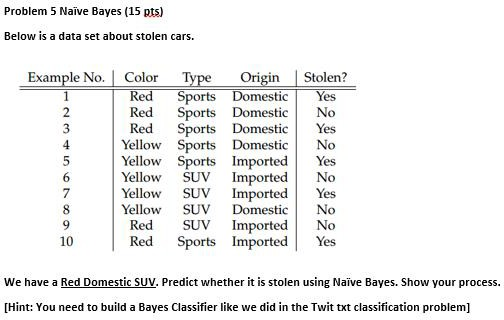 Problem 5 Naïve Bayes (15 pts)
Below is a data set about stolen cars.
Example No. Color Type Origin Stolen?
1 Red Sports Domestic Yes
2 Red Sports Domestic No
3 Red Sports Domestic Yes
4 Yellow Sports Domestic No
5 Yellow Sports Imported Yes
6 Yellow SUV Imported No
7 Yellow SUV Imported Yes
8 Yellow SUV Domestic No
9 Red SUV Imported No
10 Red Sports Imported Yes
We have a Red Domestic SUV. Predict whether it is stolen using Naïve Bayes. Show your process.
[Hint: You need to build a Bayes Classifier like we did in the Twit txt classification problem]